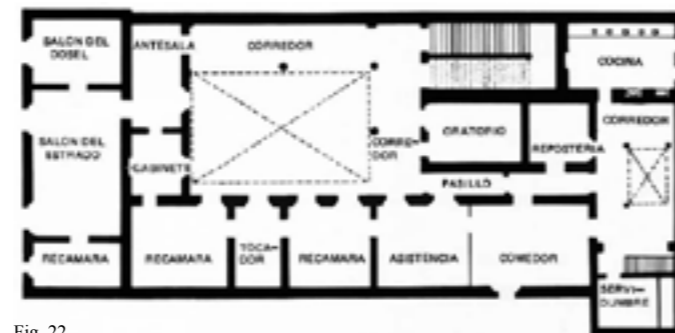 SALON DEL
DOSEL
ANTESALA
CORREDOR
COCINA
SALON DEL
ESTRADO
GABINETE
CORRE-
DOR
ORATORIO
REPOSTERIA
CORREDOR
PASILLO
RECAMARA
RECAMARA
TOCA-
DOR
RECAMARA
ASISTENCIA
COMEDOR
SERVI-
DUMBRE
Fig. 22